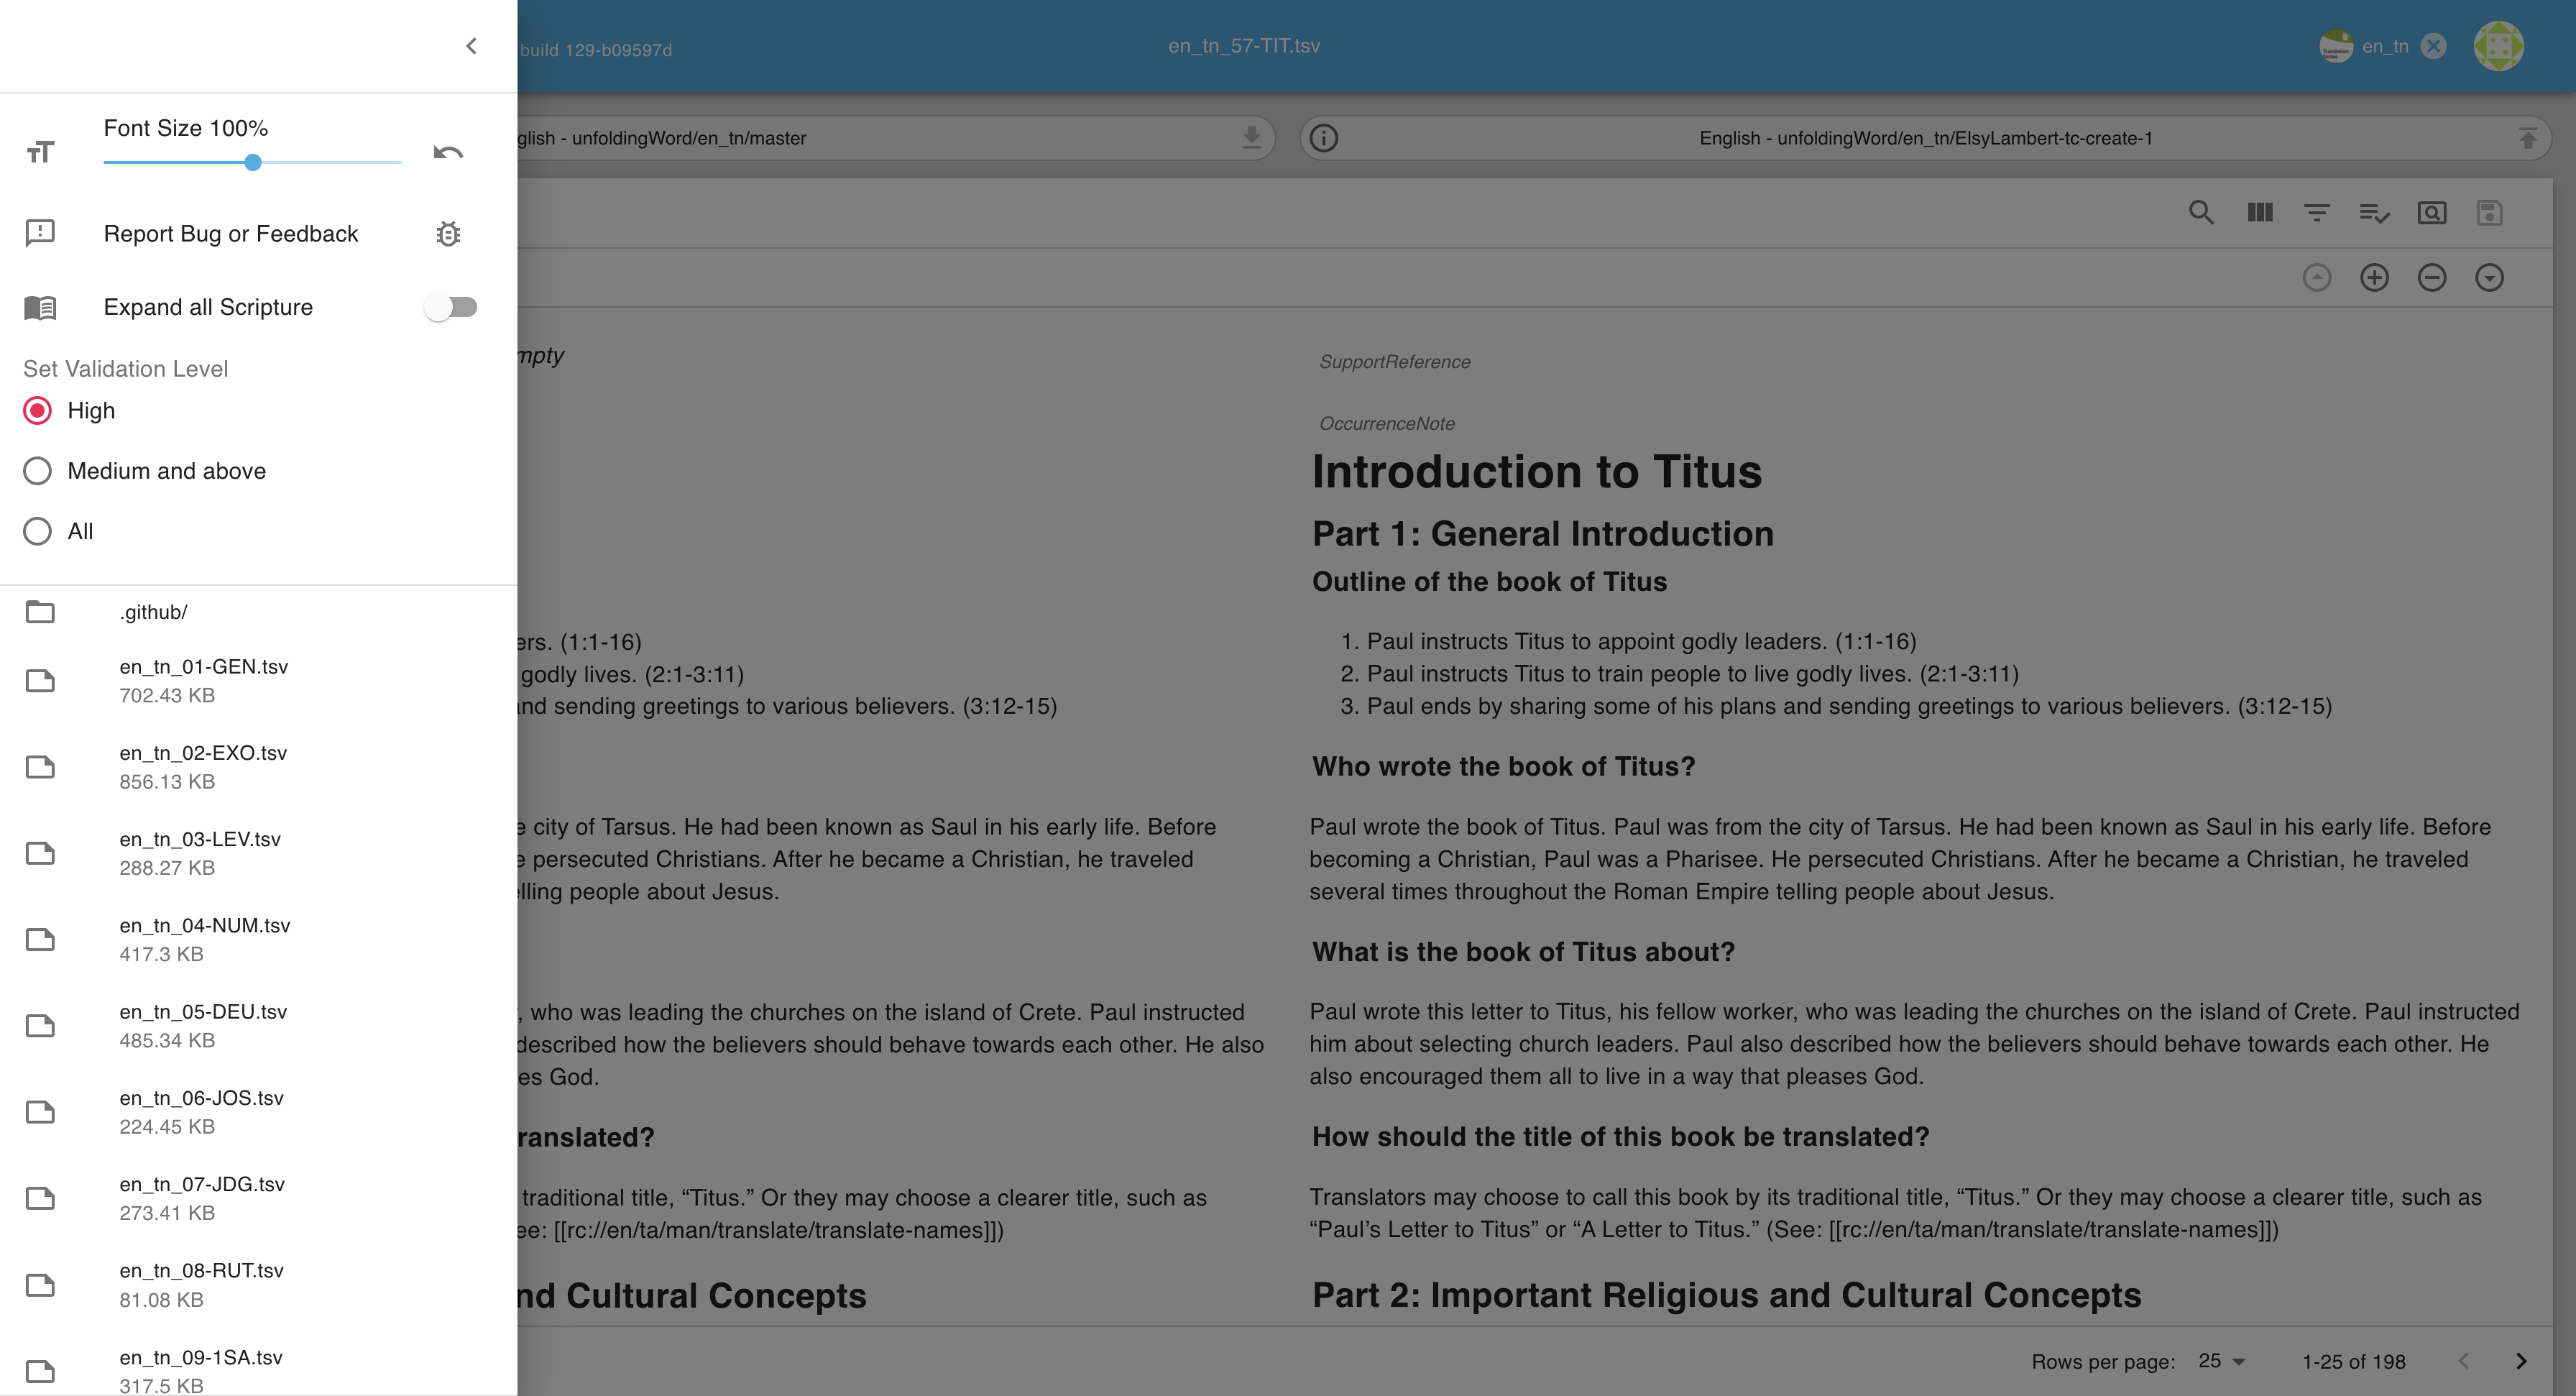 build 129-b09597d
en_tn_57-TIT.tsv
en_tn
Font Size 100%
Report Bug or Feedback
Expand all Scripture
Set Validation Level
High
Medium and above
All
.github/
en_tn_01-GEN.tsv
702.43 KB
en_tn_02-EXO.tsv
856.13 KB
en_tn_03-LEV.tsv
288.27 KB
en_tn_04-NUM.tsv
417.3 KB
en_tn_05-DEU.tsv
485.34 KB
en_tn_06-JOS.tsv
224.45 KB
en_tn_07-JDG.tsv
273.41 KB
en_tn_08-RUT.tsv
81.08 KB
en_tn_09-1SA.tsv
317.5 KB
glish - unfoldingWord/en_tn/master
mpty
ers. (1:1-16)
godly lives. (2:1-3:11)
and sending greetings to various believers. (3:12-15)
e city of Tarsus. He had been known as Saul in his early life. Before
e persecuted Christians. After he became a Christian, he traveled
elling people about Jesus.
, who was leading the churches on the island of Crete. Paul instructed
described how the believers should behave towards each other. He also
es God.
ranslated?
traditional title, “Titus.” Or they may choose a clearer title, such as
ee: [[rc://en/ta/man/translate/translate-names]])
nd Cultural Concepts
English - unfoldingWord/en_tn/ElsyLambert-tc-create-1
SupportReference
OccurrenceNote
Introduction to Titus
Part 1: General Introduction
Outline of the book of Titus
1. Paul instructs Titus to appoint godly leaders. (1:1-16)
2. Paul instructs Titus to train people to live godly lives. (2:1-3:11)
3. Paul ends by sharing some of his plans and sending greetings to various believers. (3:12-15)
Who wrote the book of Titus?
Paul wrote the book of Titus. Paul was from the city of Tarsus. He had been known as Saul in his early life. Before
becoming a Christian, Paul was a Pharisee. He persecuted Christians. After he became a Christian, he traveled
several times throughout the Roman Empire telling people about Jesus.
What is the book of Titus about?
Paul wrote this letter to Titus, his fellow worker, who was leading the churches on the island of Crete. Paul instructed
him about selecting church leaders. Paul also described how the believers should behave towards each other. He
also encouraged them all to live in a way that pleases God.
How should the title of this book be translated?
Translators may choose to call this book by its traditional title, “Titus.” Or they may choose a clearer title, such as
“Paul’s Letter to Titus” or “A Letter to Titus.” (See: [[rc://en/ta/man/translate/translate-names]])
Part 2: Important Religious and Cultural Concepts
Rows per page: 25 1-25 of 198